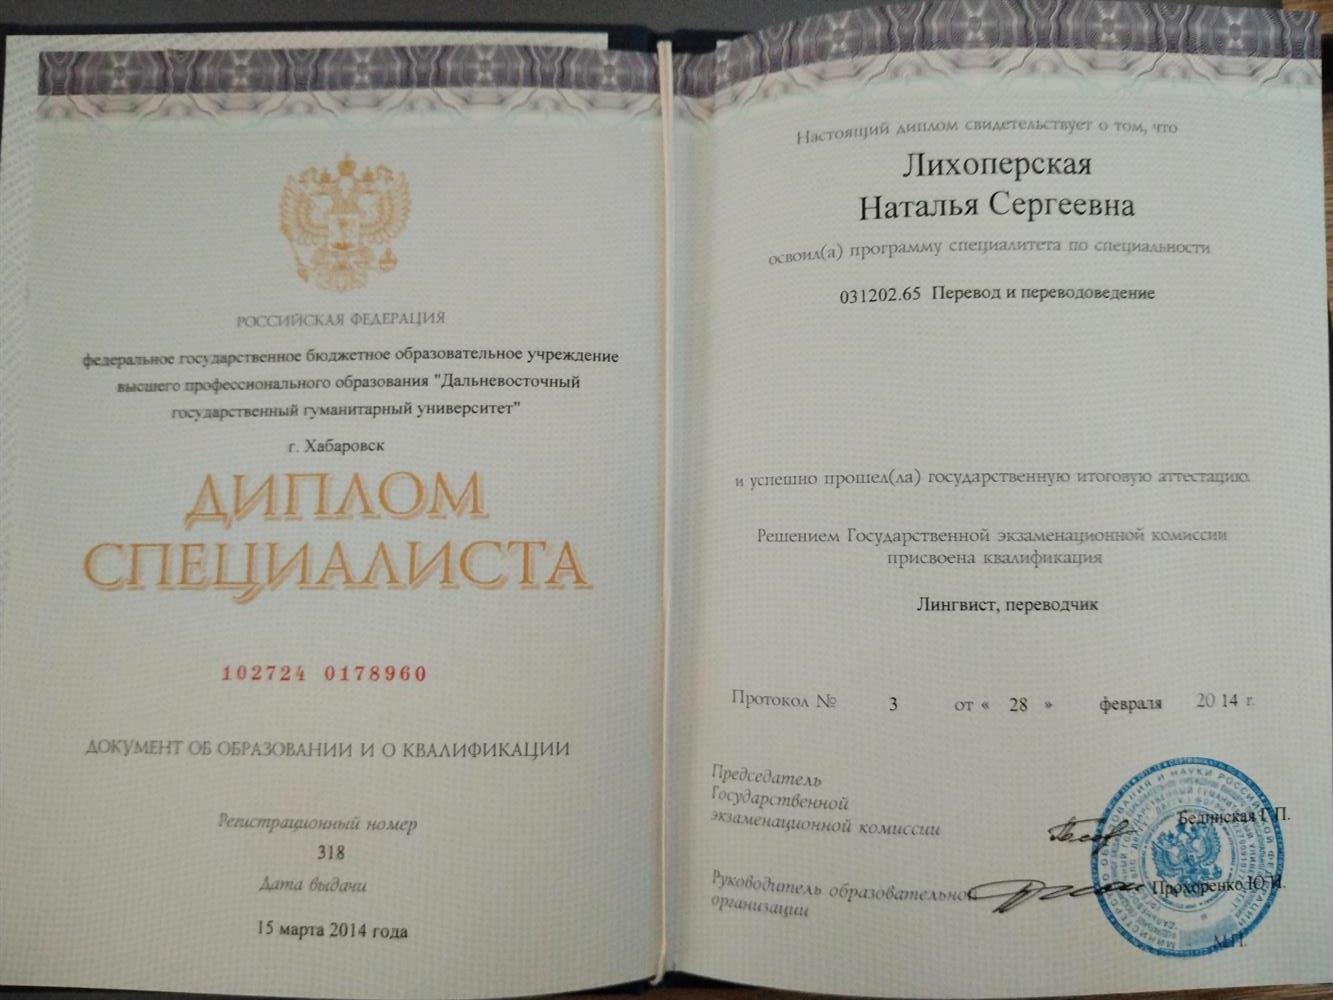 РОССИЙСКАЯ ФЕДЕРАЦИЯ
федеральное государственное бюджетное образовательное учреждение
высшего профессионального образования "Дальневосточный
государственный гуманитарный университет"
г. Хабаровск
ДИПЛОМ
СПЕЦИАЛИСТА
102724 0178960
ДОКУМЕНТ ОБ ОБРАЗОВАНИИ И О КВАЛИФИКАЦИИ
Регистрационный номер
318
Дата выдачи
15 марта 2014 года
Настоящий диплом свидетельствует о том, что
Лихоперская
Наталья Сергеевна
освоил(а) программу специалитета по специальности
031202.65 Перевод и переводоведение
и успешно прошел(ла) государственную итоговую аттестацию.
Решением Государственной экзаменационной комиссии
присвоена квалификация
Лингвист, переводчик
Протокол № 3 от « 28 » февраля 2014 г.
Председатель
Государственной
экзаменационной комиссии
Бединская Г.П.
Руководитель образовательной
организации
Прохоренко Ю.И.
М.П.